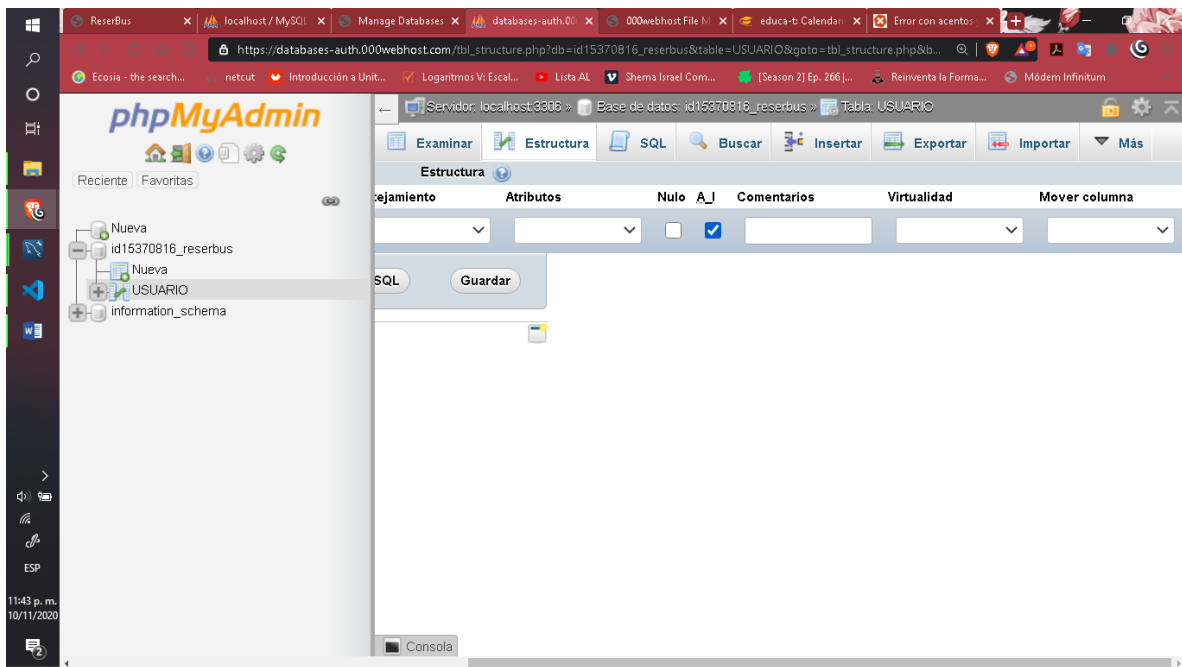 ReserBus
localhost / MySQL
Manage Databases
databases-auth.00
000webhost File M
educa-t: Calendari
Error con acentos y
https://databases-auth.000webhost.com/tbl_structure.php?db=id15370816_reserbus&table=USUARIO&goto=tbl_structure.php&b...
Ecosia - the search...
netcut
Introducción a Unit...
Logaritmos V: Escal...
Lista AL
Shema Israel Com...
[Season 2] Ep. 266 |...
Reinventa la Forma...
Módem Infinitum
phpMyAdmin
Reciente
Favoritas
Nueva
id15370816_reserbus
Nueva
USUARIO
information_schema
← Servidor: localhost:3306 » Base de datos: id15370816_reserbus » Tabla: USUARIO
Examinar
Estructura
SQL
Buscar
Insertar
Exportar
Importar
Más
Estructura
tejamiento
Atributos
Nulo
A_I
Comentarios
Virtualidad
Mover columna
SQL
Guardar
Consola
ESP
11:43 p. m.
10/11/2020
2